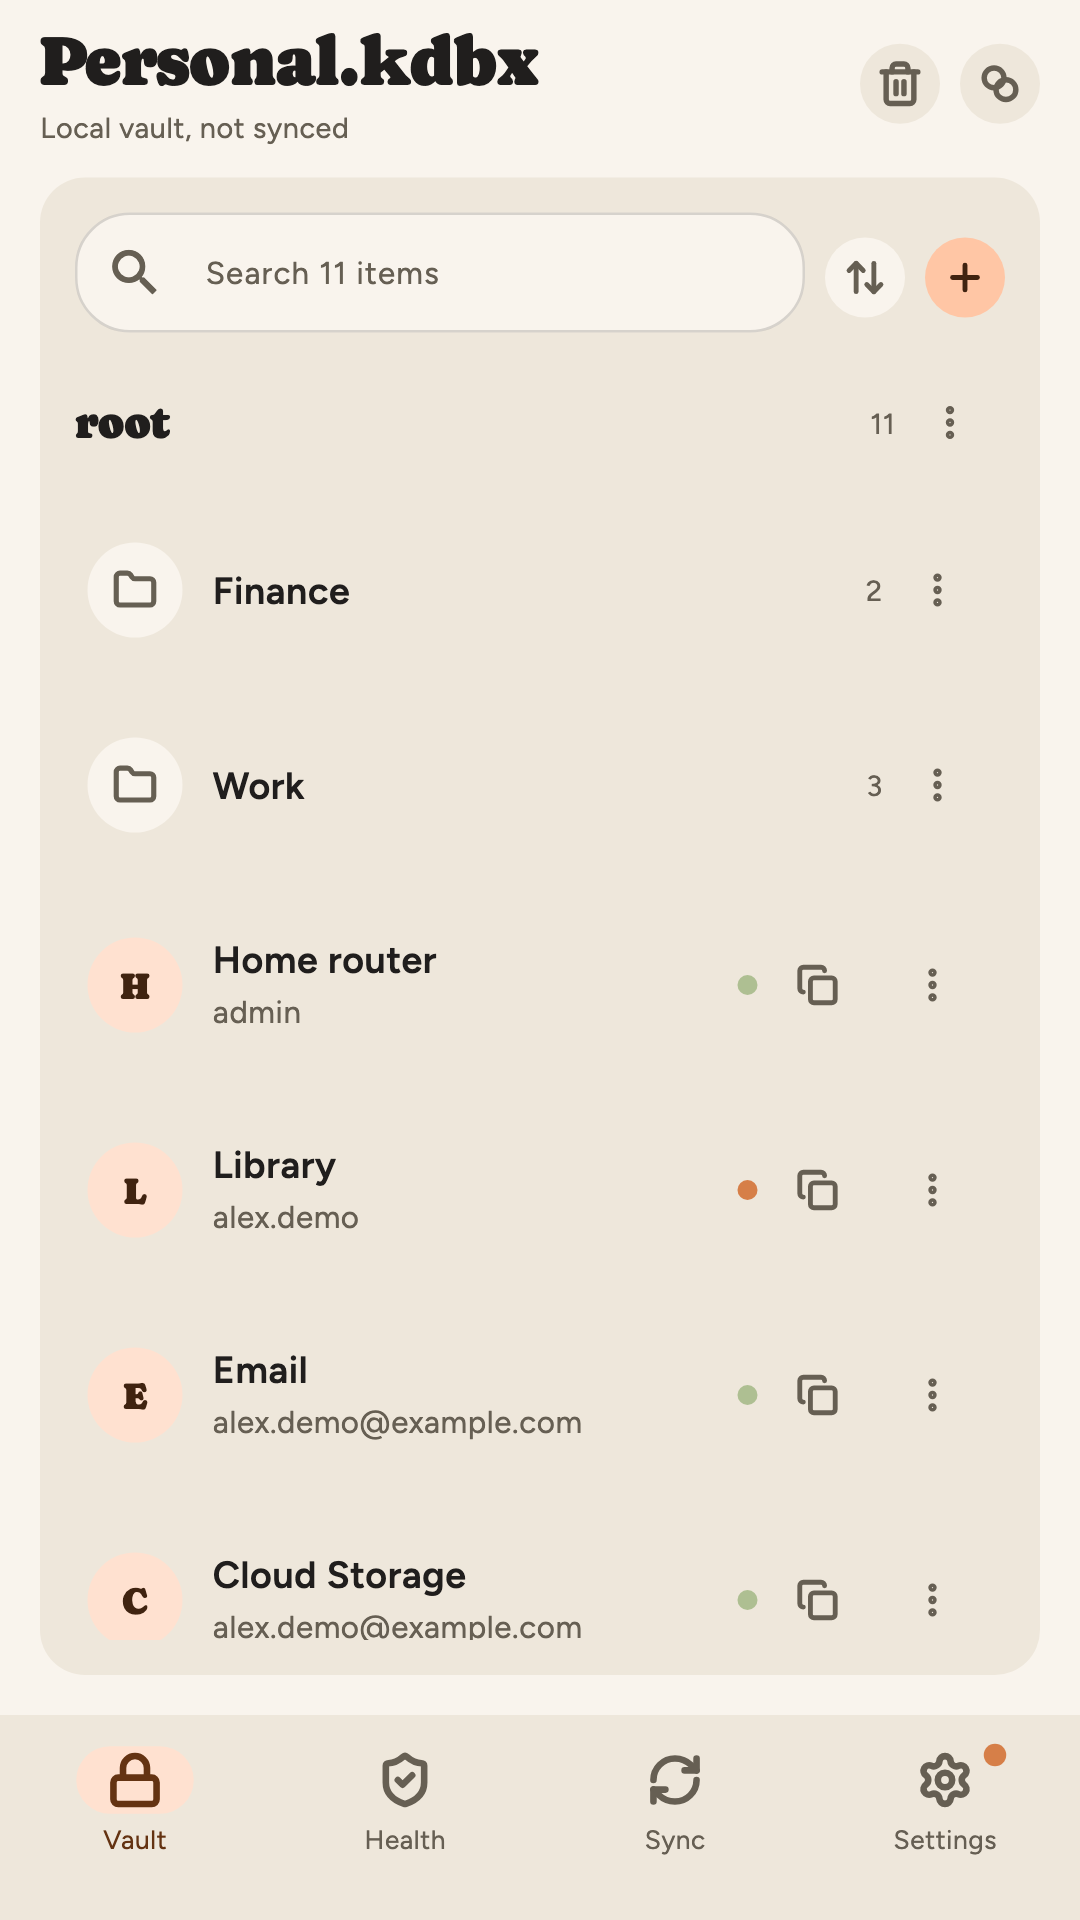 Personal.kdbx
Local vault, not synced
Search 11 items
root 11
Finance 2
Work 3
H Home router
admin
L Library
alex.demo
E Email
alex.demo@example.com
C Cloud Storage
alex.demo@example.com
Vault Health Sync Settings